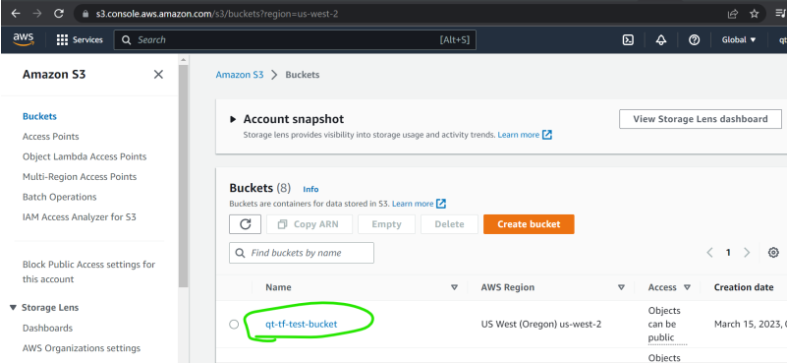 s3.console.aws.amazon.com/s3/buckets?region=us-west-2
aws Services Search [Alt+S] Global qt
Amazon S3
Buckets
Access Points
Object Lambda Access Points
Multi-Region Access Points
Batch Operations
IAM Access Analyzer for S3
Block Public Access settings for
this account
Storage Lens
Dashboards
AWS Organizations settings
Amazon S3 > Buckets
Account snapshot
View Storage Lens dashboard
Storage lens provides visibility into storage usage and activity trends. Learn more
Buckets (8) Info
Buckets are containers for data stored in S3. Learn more
Copy ARN Empty Delete Create bucket
Find buckets by name
1
Name AWS Region Access Creation date
qt-tf-test-bucket US West (Oregon) us-west-2 Objects
can be
public
March 15, 2023, 
Objects